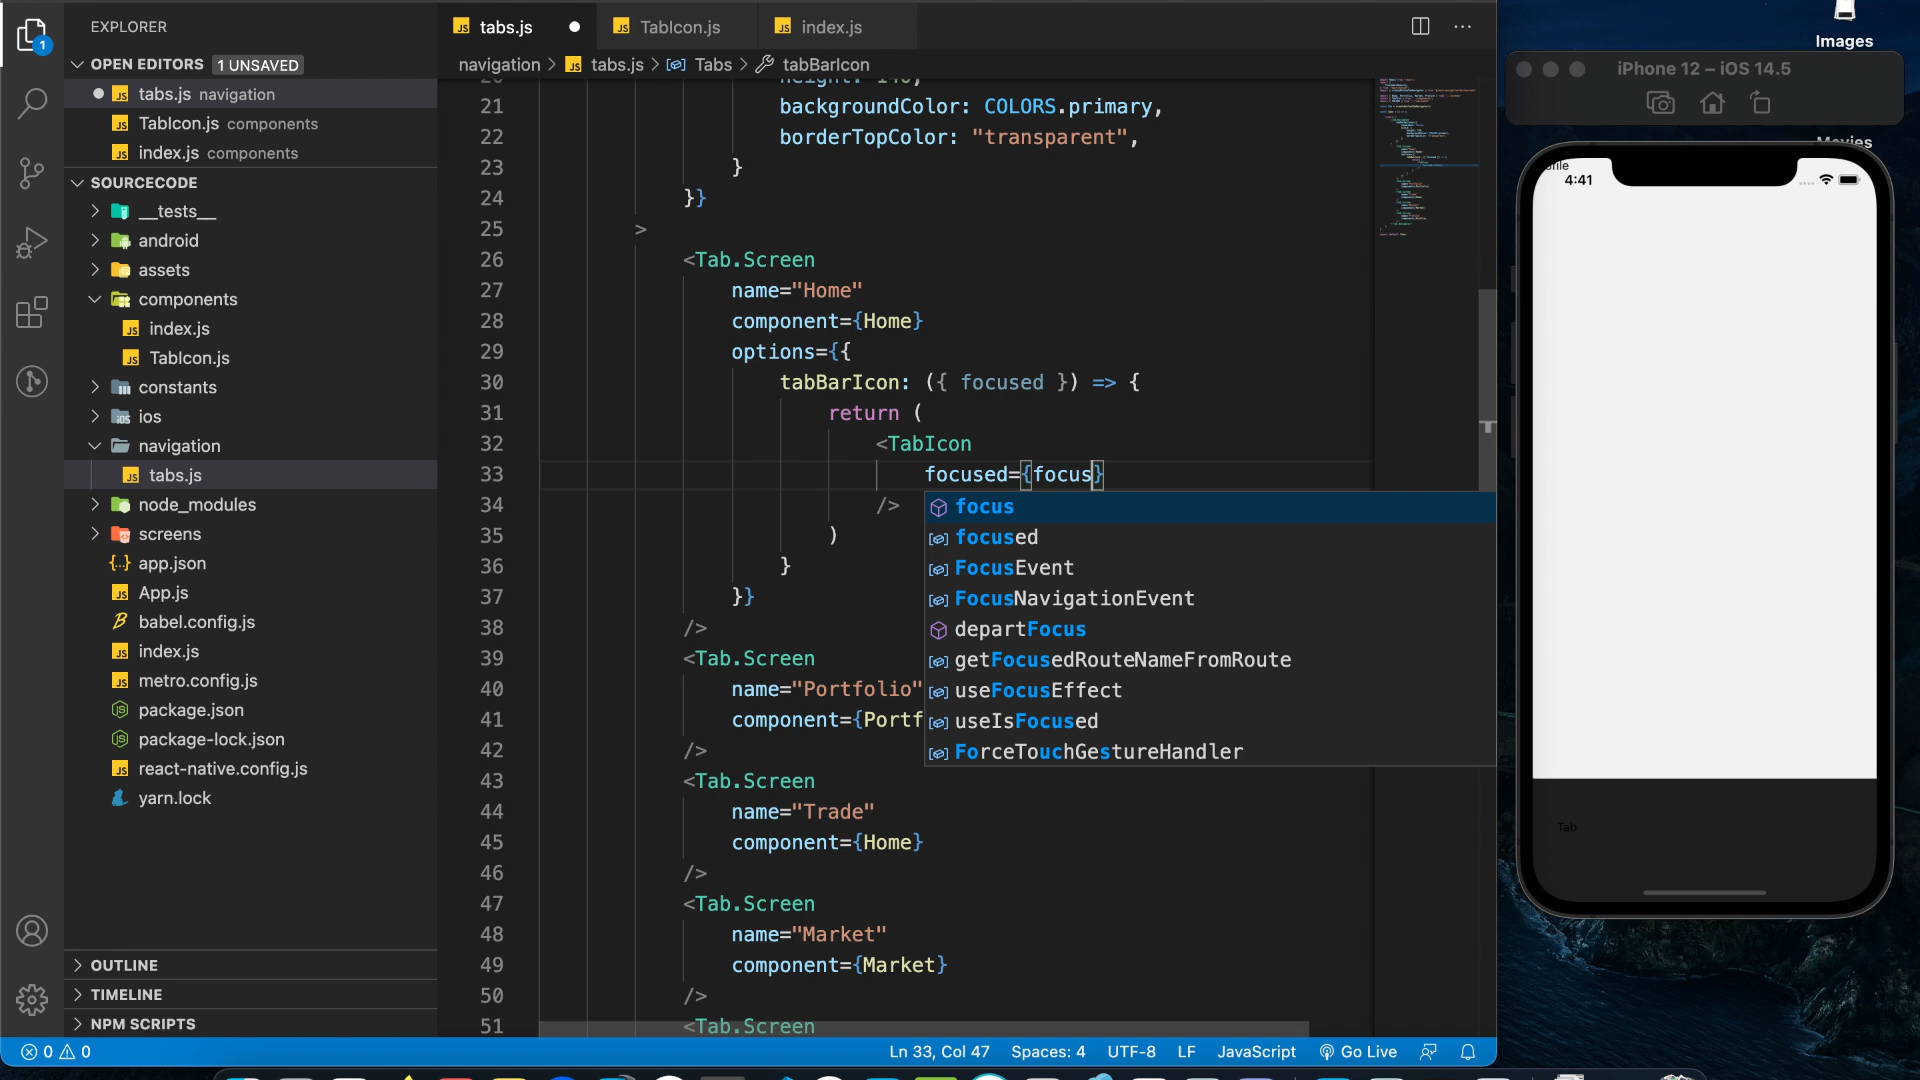 EXPLORER
OPEN EDITORS 1 UNSAVED
tabs.js navigation
TabIcon.js components
index.js components
SOURCECODE
__tests__
android
assets
components
index.js
TabIcon.js
constants
ios
navigation
tabs.js
node_modules
screens
app.json
App.js
babel.config.js
index.js
metro.config.js
package.json
package-lock.json
react-native.config.js
yarn.lock
OUTLINE
TIMELINE
NPM SCRIPTS
tabs.js TabIcon.js index.js
navigation > tabs.js > Tabs > tabBarIcon
20 height: 140,
21 backgroundColor: COLORS.primary,
22 borderTopColor: "transparent",
23 }
24 }}
25 >
26 <Tab.Screen
27 name="Home"
28 component={Home}
29 options={{
30 tabBarIcon: ({ focused }) => {
31 return (
32 <TabIcon
33 focused={focus}
34 />
35 )
36 }
37 }}
38 />
39 <Tab.Screen
40 name="Portfolio"
41 component={Portf
42 />
43 <Tab.Screen
44 name="Trade"
45 component={Home}
46 />
47 <Tab.Screen
48 name="Market"
49 component={Market}
50 />
51 <Tab.Screen
focus
focused
FocusEvent
FocusNavigationEvent
departFocus
getFocusedRouteNameFromRoute
useFocusEffect
useIsFocused
ForceTouchGestureHandler
0 0 Ln 33, Col 47 Spaces: 4 UTF-8 LF JavaScript Go Live
Images
iPhone 12 – iOS 14.5
Movies
ofile
4:41
Tab